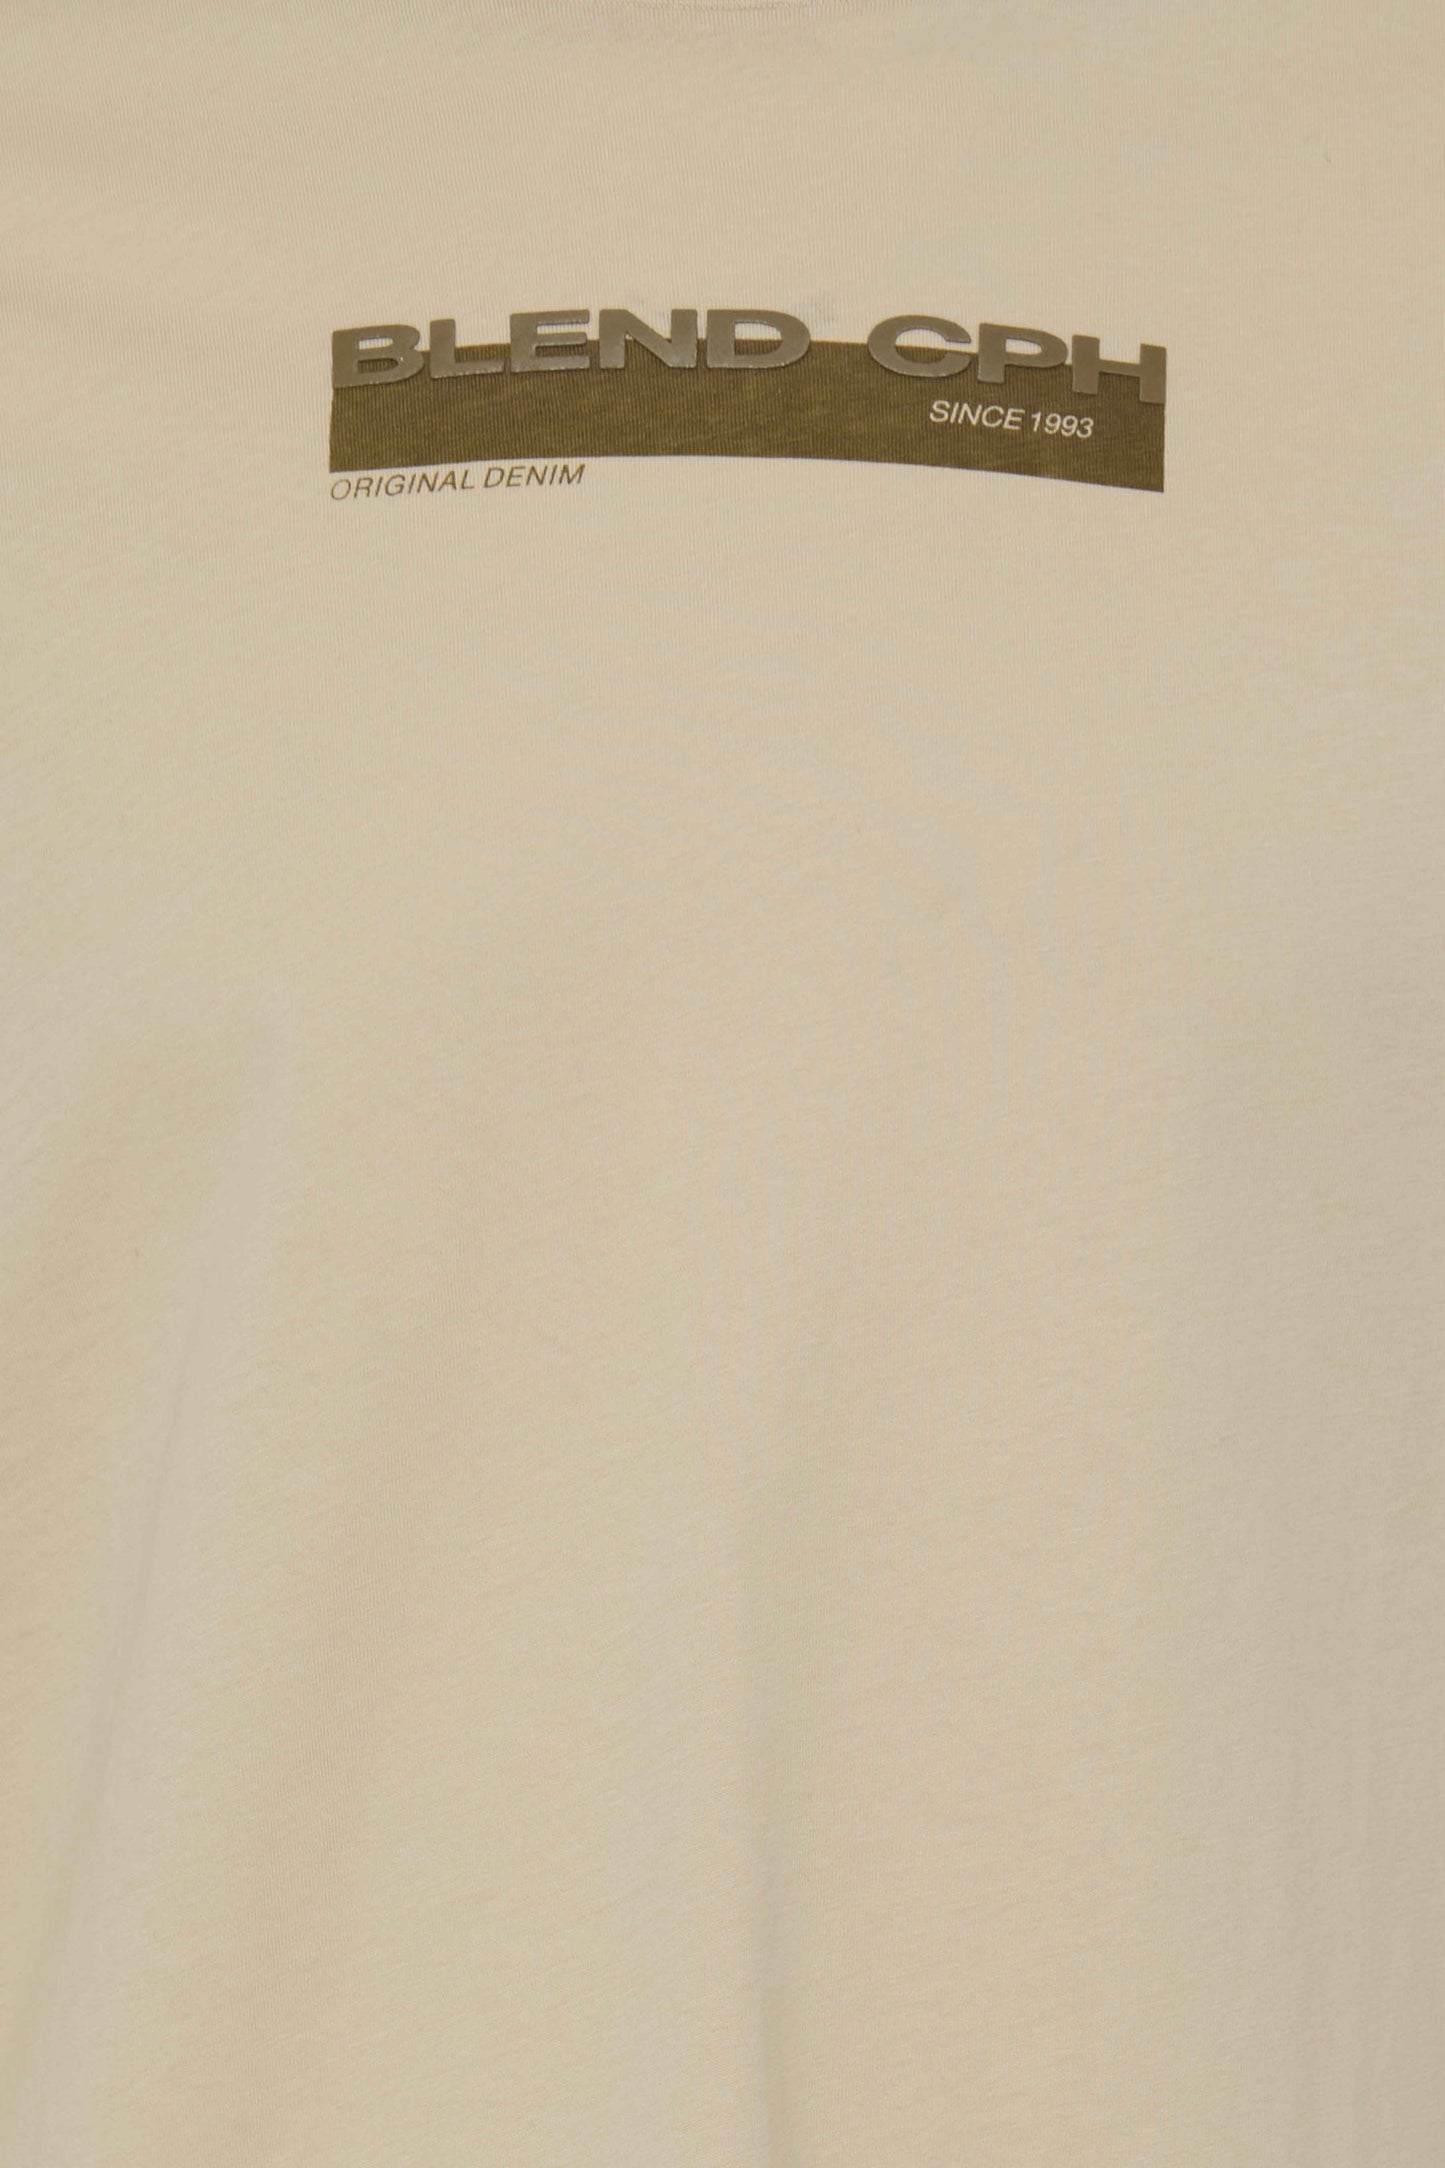 BLEND CPH
SINCE 1993
ORIGINAL DENIM